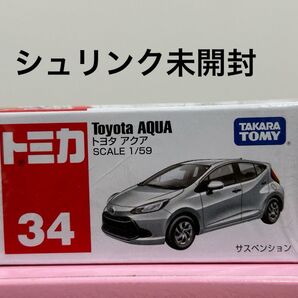 シュリンク未開封
トミカ
34
Toyota AQUA
トヨタ アクア
SCALE 1/59
TAKARA
TOMY
サスペンション